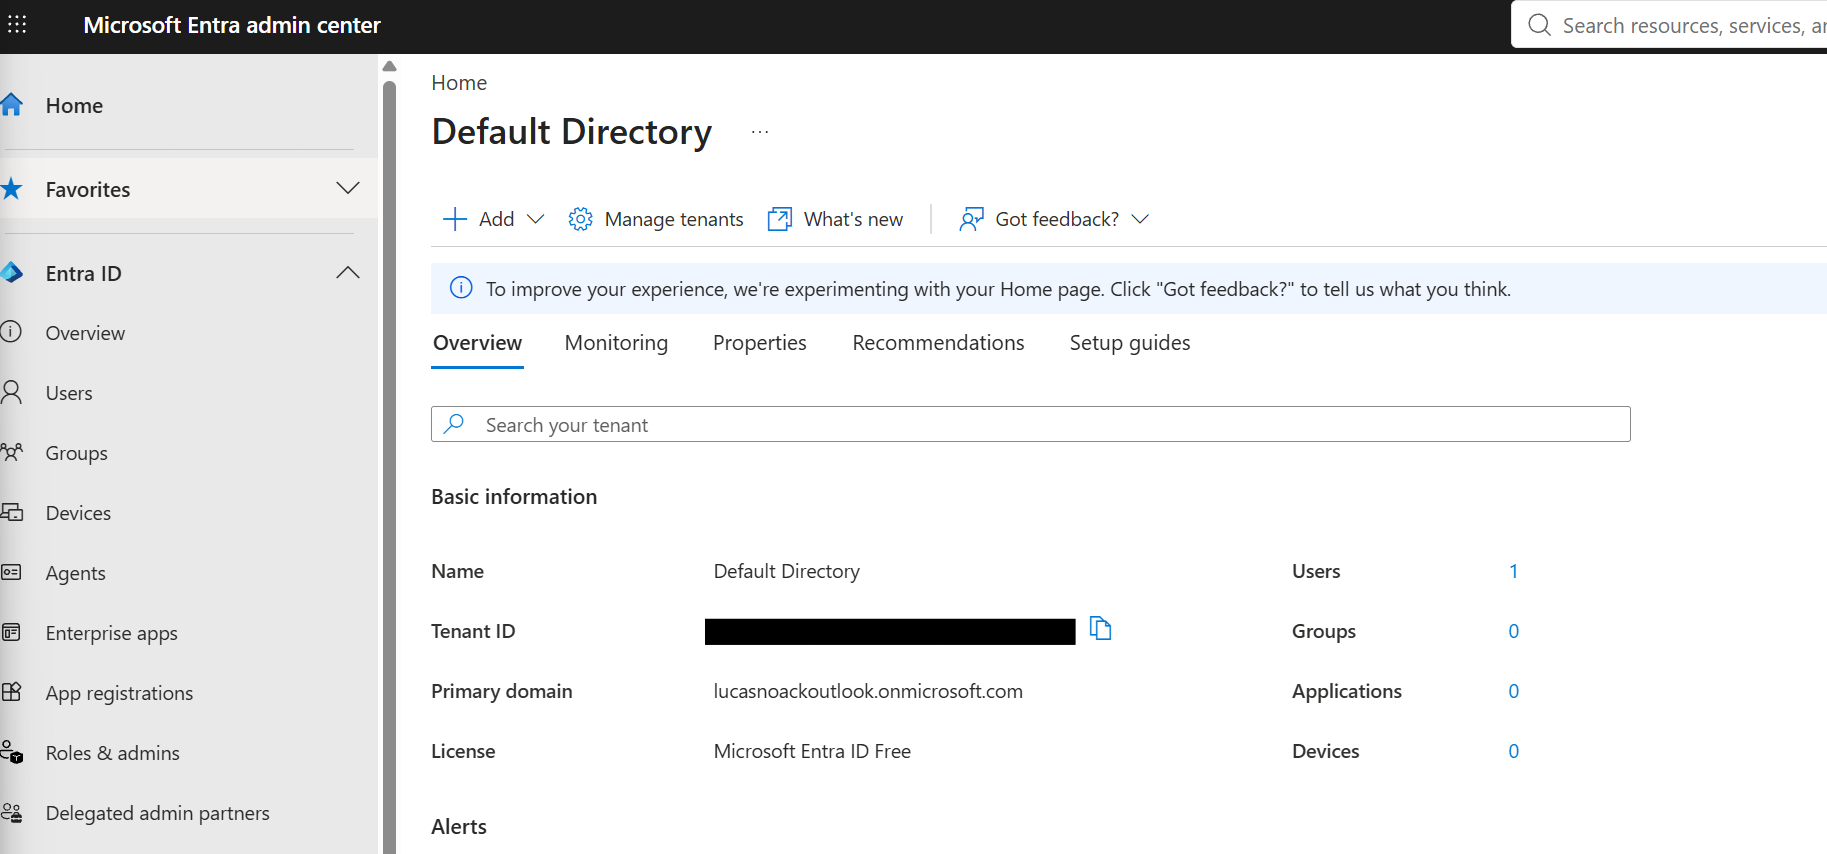 Microsoft Entra admin center
Search resources, services, 
Home
Favorites
Entra ID
Overview
Users
Groups
Devices
Agents
Enterprise apps
App registrations
Roles & admins
Delegated admin partners
Home
Default Directory ...
Add
Manage tenants
What's new
Got feedback?
To improve your experience, we're experimenting with your Home page. Click "Got feedback?" to tell us what you think.
Overview Monitoring Properties Recommendations Setup guides
Search your tenant
Basic information
Name Default Directory Users 1
Tenant ID Groups 0
Primary domain lucasnoackoutlook.onmicrosoft.com Applications 0
License Microsoft Entra ID Free Devices 0
Alerts